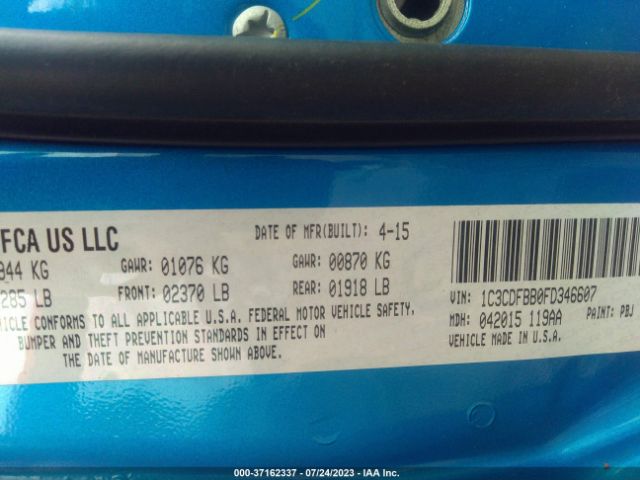 FCA US LLC
DATE OF MFR(BUILT): 4-15
KG GAWR: 01076 KG GAWR: 00870 KG
285 LB FRONT: 02370 LB REAR: 01918 LB
CONFORMS TO ALL APPLICABLE U.S.A. FEDERAL MOTOR VEHICLE SAFETY,
BUMPER AND THEFT PREVENTION STANDARDS IN EFFECT ON
THE DATE OF MANUFACTURE SHOWN ABOVE.
VIN: 1C3CDFBB0FD346607
MDH: 042015 119AA PAINT: PBJ
VEHICLE MADE IN U.S.A.
000-37162337 - 07/24/2023 - IAA Inc.